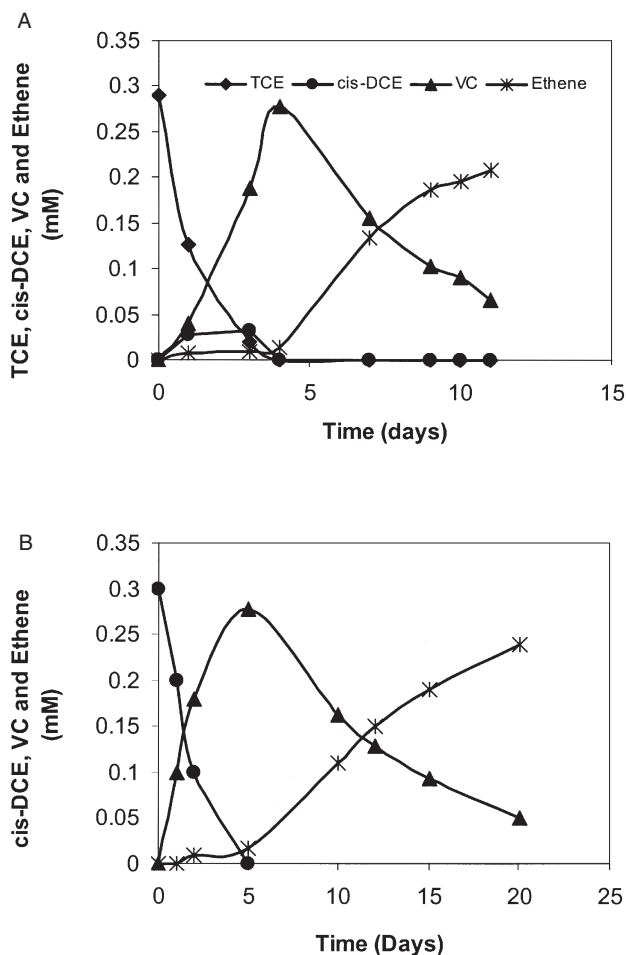 A
TCE, cis-DCE, VC and Ethene
(mM)
0.35
0.3
0.25
0.2
0.15
0.1
0.05
0
TCE cis-DCE VC Ethene
0 5 10 15
Time (days)
B
cis-DCE, VC and Ethene
(mM)
0.35
0.3
0.25
0.2
0.15
0.1
0.05
0
0 5 10 15 20 25
Time (Days)